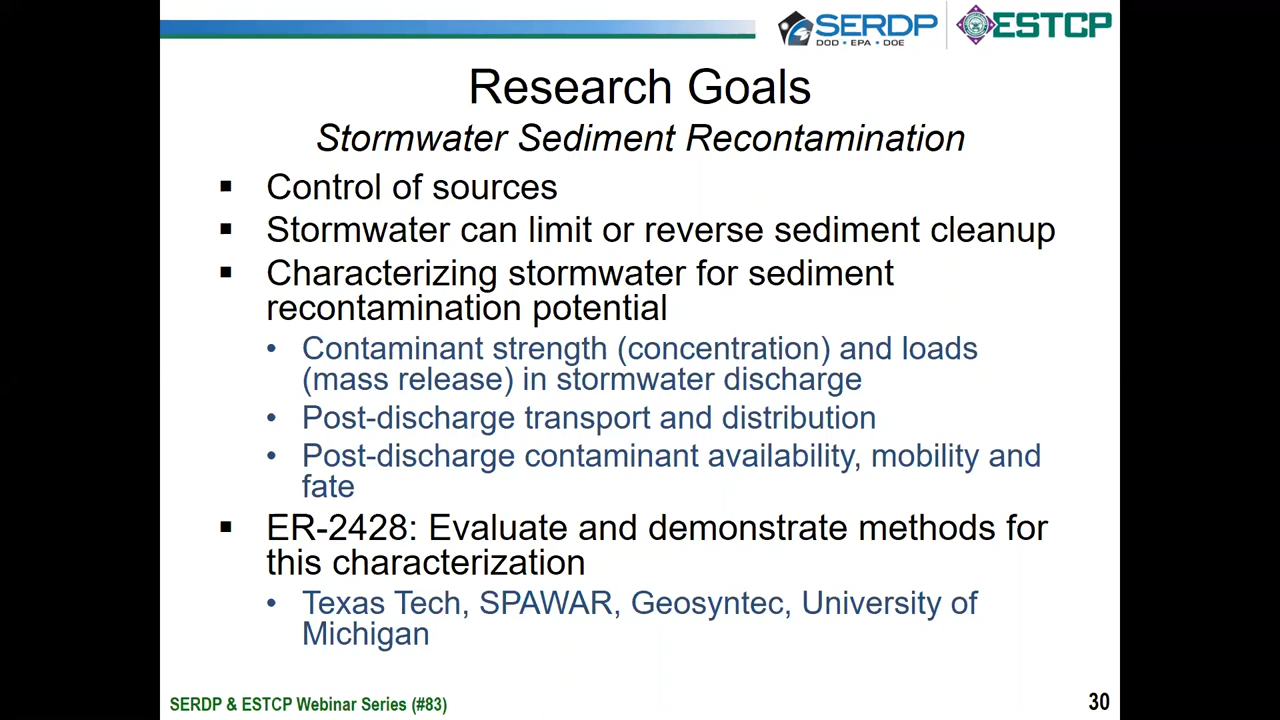 SERDP
DOD • EPA • DOE
ESTCP
Research Goals
Stormwater Sediment Recontamination
▪ Control of sources
▪ Stormwater can limit or reverse sediment cleanup
▪ Characterizing stormwater for sediment
recontamination potential
• Contaminant strength (concentration) and loads
(mass release) in stormwater discharge
• Post-discharge transport and distribution
• Post-discharge contaminant availability, mobility and
fate
▪ ER-2428: Evaluate and demonstrate methods for
this characterization
• Texas Tech, SPAWAR, Geosyntec, University of
Michigan
SERDP & ESTCP Webinar Series (#83)
30